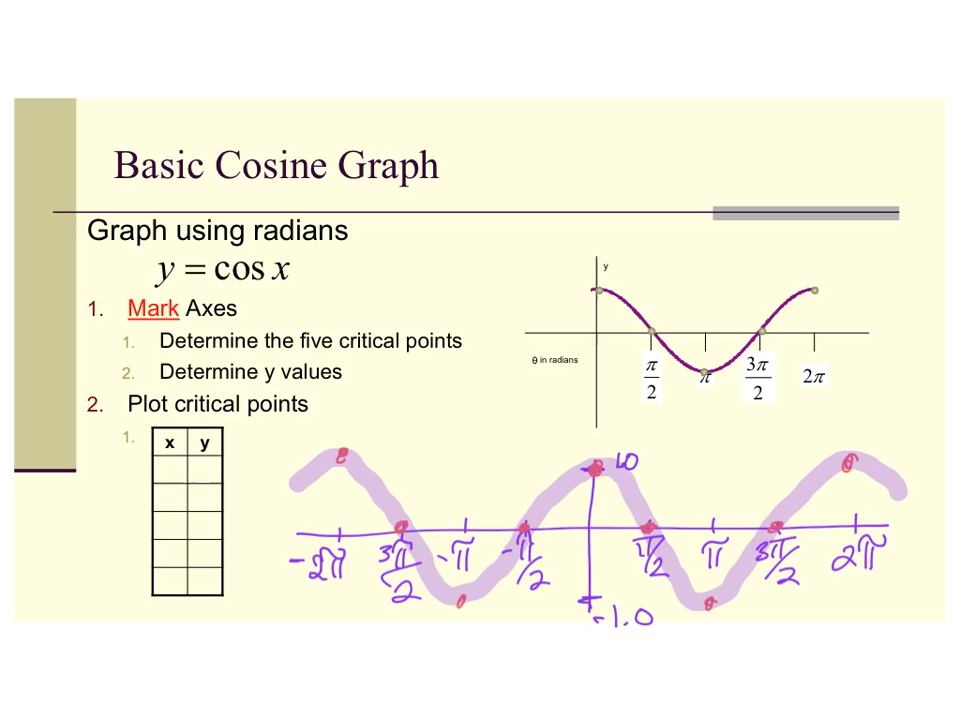 Basic Cosine Graph
Graph using radians
y = cos x
1. Mark Axes
1. Determine the five critical points
2. Determine y values
2. Plot critical points
1.
x y
y
θ in radians
π/2 π 3π/2 2π
1.0
-2π 3π/2 -π -π/2 π/2 π 3π/2 2π
-1.0